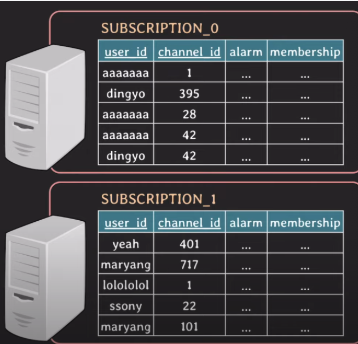 SUBSCRIPTION_0
user_id channel_id alarm membership
aaaaaaa 1 ... ...
dingyo 395 ... ...
aaaaaaa 28 ... ...
aaaaaaa 42 ... ...
dingyo 42 ... ...
SUBSCRIPTION_1
user_id channel_id alarm membership
yeah 401 ... ...
maryang 717 ... ...
lolololol 1 ... ...
ssony 22 ... ...
maryang 101 ... ...